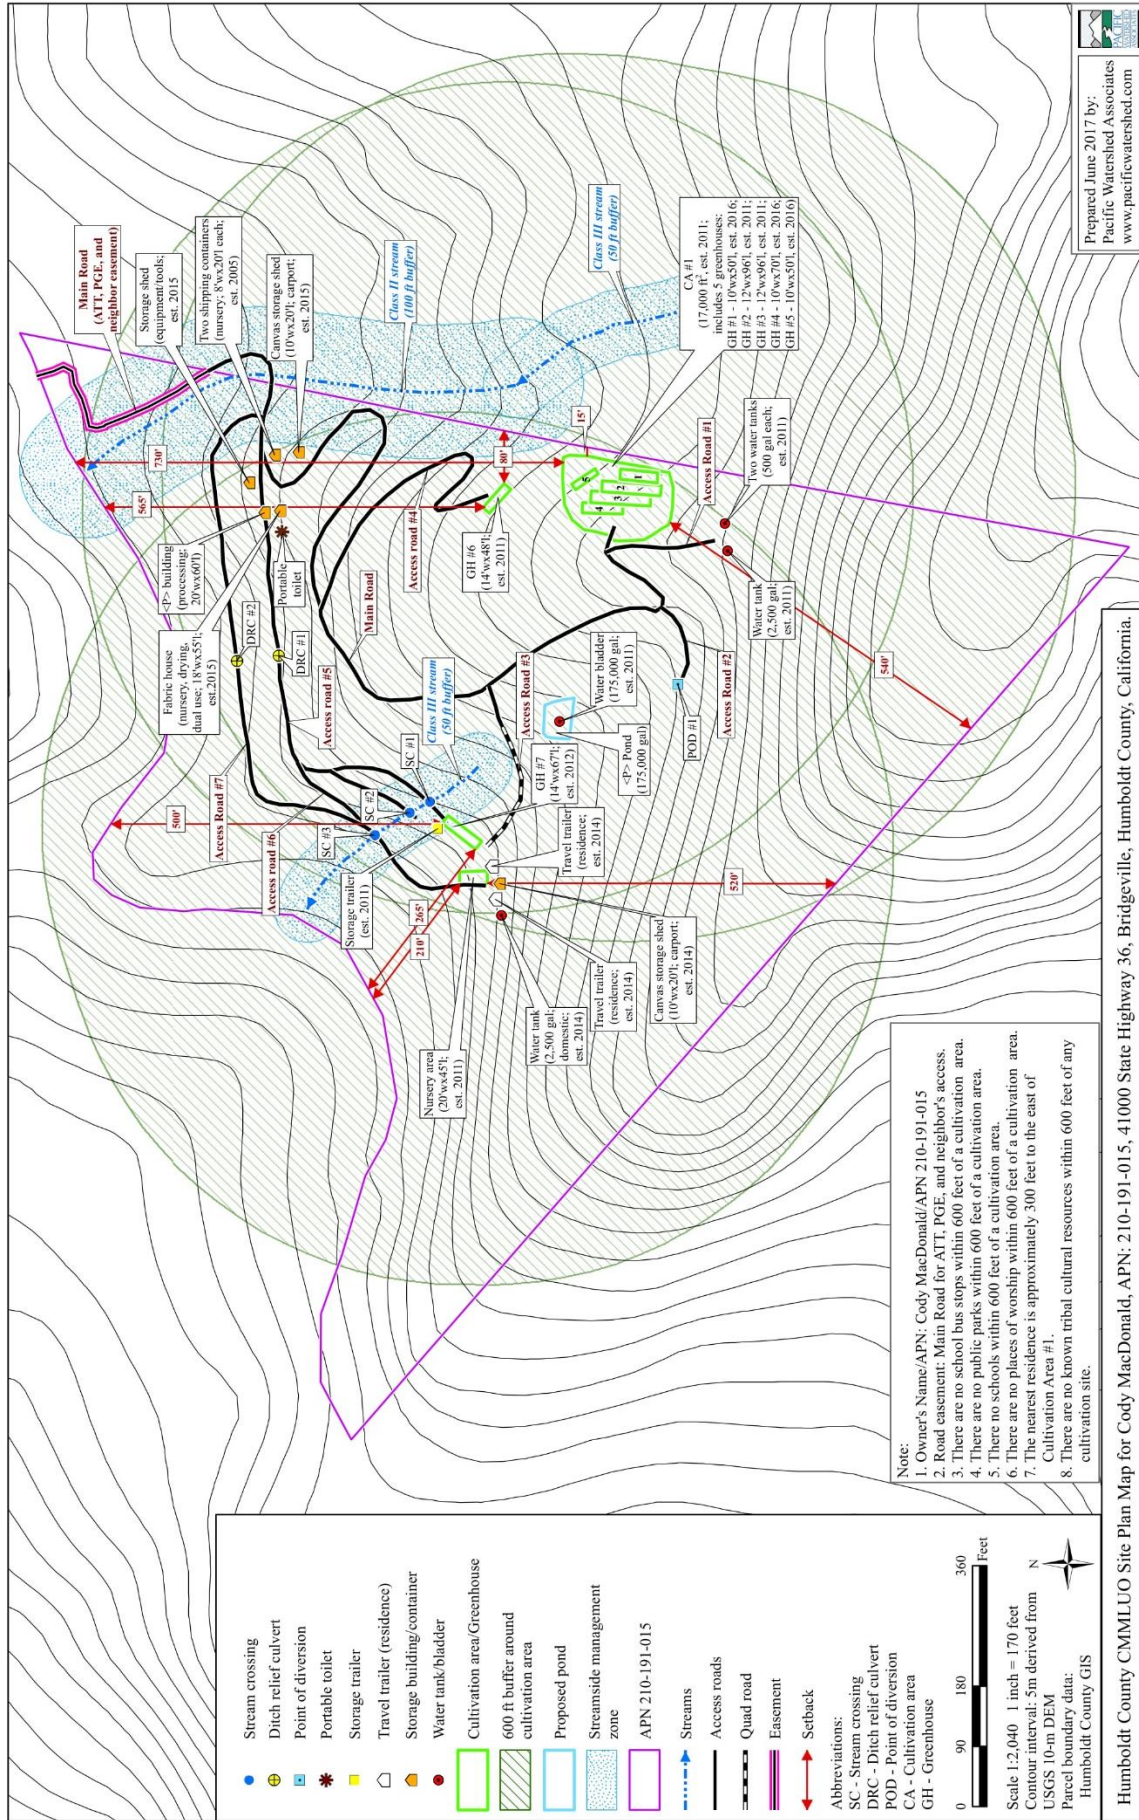 Main Road
(ATT, PGE, and
neighbor easement)
Storage shed
(equipment/tools;
est. 2015
Two shipping containers
(nursery; 8'wx20'l each;
est. 2005)
Canvas storage shed
(10'wx20'l; carport;
est. 2015)
Class II stream
(100 ft buffer)
Class III stream
(50 ft buffer)
CA #1
(17,000 ft², est. 2011;
includes 5 greenhouses:
GH #1 - 10'wx50'l, est. 2016;
GH #2 - 12'wx96'l, est. 2011;
GH #3 - 12'wx96'l, est. 2011;
GH #4 - 10'wx70'l, est. 2016;
GH #5 - 10'wx50'l, est. 2016)
730'
565'
80'
15'
5
4
3
2
1
<P> building
(processing;
20'wx60'l)
Fabric house
(nursery, drying,
dual use; 18'wx55'l;
est.2015)
Portable
toilet
DRC #2
DRC #1
Access road #4
GH #6
(14'wx48'l;
est. 2011)
Main Road
Access Road #1
Two water tanks
(500 gal each;
est. 2011)
Water tank
(2,500 gal;
est. 2011)
540'
Access road #5
Access Road #7
Access road #6
Class III stream
(50 ft buffer)
SC #1
SC #2
SC #3
500'
Access Road #3
Water bladder
(175,000 gal;
est. 2011)
<P> Pond
(175,000 gal)
POD #1
Access Road #2
GH #7
(14'wx67'l;
est. 2012)
Travel trailer
(residence;
est. 2014)
Storage trailer
(est. 2011)
265'
210'
520'
Nursery area
(20'wx45'l;
est. 2011)
Water tank
(2,500 gal;
domestic;
est. 2014)
Travel trailer
(residence;
est. 2014)
Canvas storage shed
(10'wx20'l; carport;
est. 2014)
Note:
1. Owner's Name/APN: Cody MacDonald/APN 210-191-015
2. Road easement: Main Road for ATT, PGE, and neighbor's access.
3. There are no school bus stops within 600 feet of a cultivation area.
4. There are no public parks within 600 feet of a cultivation area.
5. There no schools within 600 feet of a cultivation area.
6. There are no places of worship within 600 feet of a cultivation area.
7. The nearest residence is approximately 300 feet to the east of
Cultivation Area #1.
8. There are no known tribal cultural resources within 600 feet of any
cultivation site.
Stream crossing
Ditch relief culvert
Point of diversion
Portable toilet
Storage trailer
Travel trailer (residence)
Storage building/container
Water tank/bladder
Cultivation area/Greenhouse
600 ft buffer around
cultivation area
Proposed pond
Streamside management
zone
APN 210-191-015
Streams
Access roads
Quad road
Easement
Setback
Abbreviations:
SC - Stream crossing
DRC - Ditch relief culvert
POD - Point of diversion
CA - Cultivation area
GH - Greenhouse
0 90 180 360
Feet
Scale 1:2,040 1 inch = 170 feet
Contour interval: 5m derived from
USGS 10-m DEM
Parcel boundary data:
Humboldt County GIS
N
Prepared June 2017 by:
Pacific Watershed Associates
www.pacificwatershed.com
PACIFIC
WATERSHED
ASSOCIATES
Humboldt County CMMLUO Site Plan Map for Cody MacDonald, APN: 210-191-015, 41000 State Highway 36, Bridgeville, Humboldt County, California.